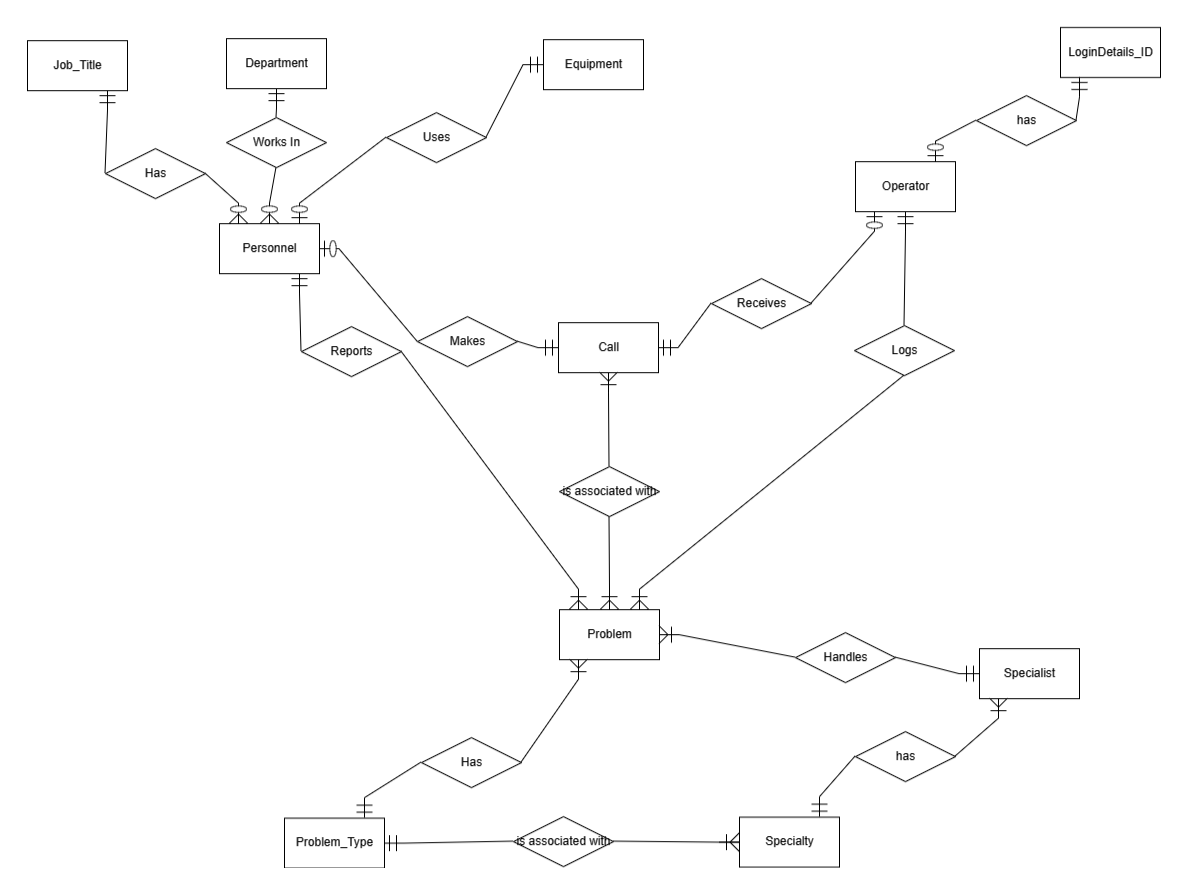 LoginDetails_ID
Job_Title
Department
Equipment
has
Uses
Works In
Has
Operator
Personnel
Receives
Makes
Call
Reports
Logs
is associated with
Problem
Handles
Specialist
has
Has
Problem_Type
is associated with
Specialty